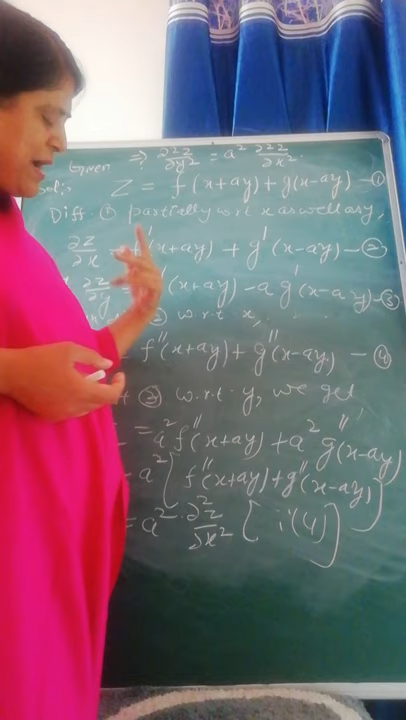 Given ⇒ ∂²z/∂y² = a² ∂²z/∂x².
Soln: Z = f(x+ay) + g(x-ay) - ①
Diff. ① partially w.r.t x as well as y,
∂z/∂x = f'(x+ay) + g'(x-ay) - ②
∂z/∂y = '(x+ay) - a g'(x-ay) - ③
② w.r.t x,
f''(x+ay) + g''(x-ay) - ④
③ w.r.t. y, we get
= a² f''(x+ay) + a² g''(x-ay)
= a² [f''(x+ay) + g''(x-ay)]
= a² · ∂²z/∂x² [ (4)]